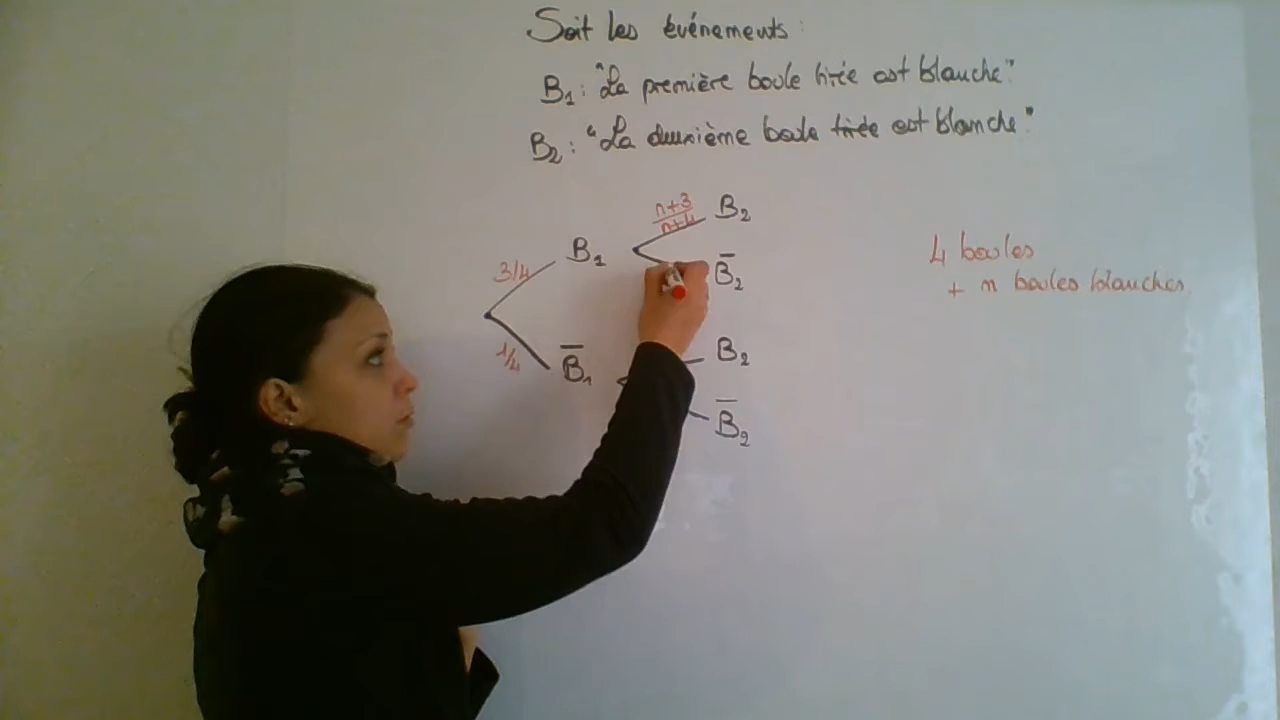 Soit les événements :
B1 : "La première boule tirée est blanche"
B2 : "La deuxième boule tirée est blanche"
n+3
n+4
B2
3/4
B1
B̅2
4 boules
+ n boules blanches
1/4
B̅1
B2
B̅2